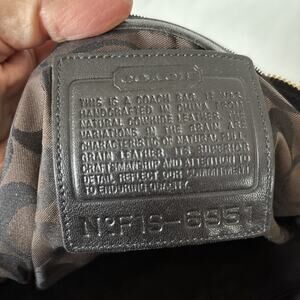 COACH
THIS IS A COACH BAG. IT WAS
HANDCRAFTED IN CHINA FROM
NATURAL COWHIDE LEATHER. THE
VARIATIONS IN THE GRAIN ARE
CHARACTERISTIC OF NATURAL FULL
GRAIN LEATHER. ITS SUPERIOR
CRAFTSMANSHIP AND ATTENTION TO
DETAIL REFLECT OUR COMMITMENT
TO ENDURING QUALITY.
Nº F1S-6951